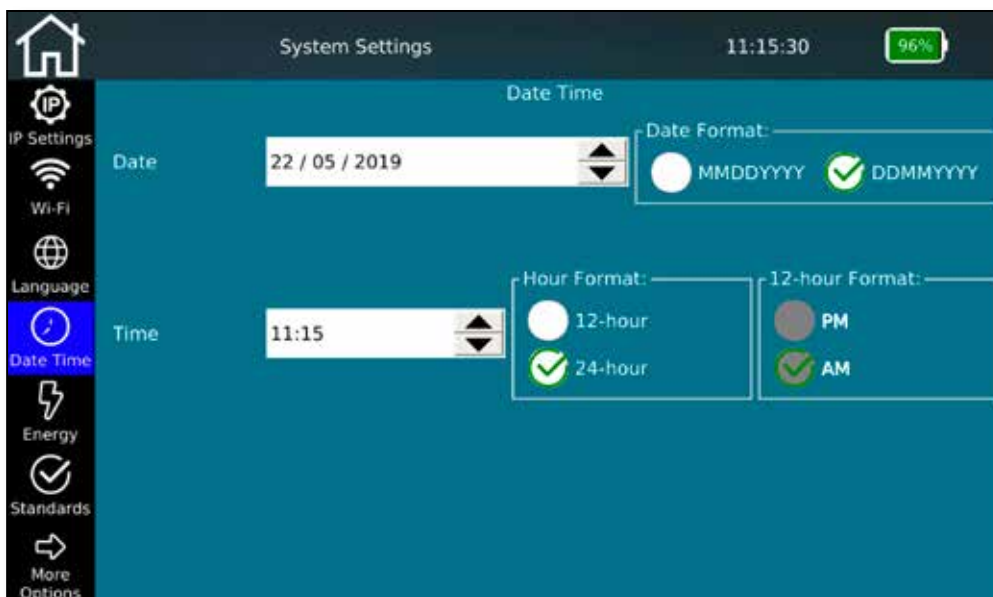 System Settings 11:15:30 96%
IP
IP Settings
Wi-Fi
Language
Date Time
Energy
Standards
More
Options
Date Time
Date 22 / 05 / 2019
Date Format:
MMDDYYYY DDMMYYYY
Time 11:15
Hour Format:
12-hour
24-hour
12-hour Format:
PM
AM